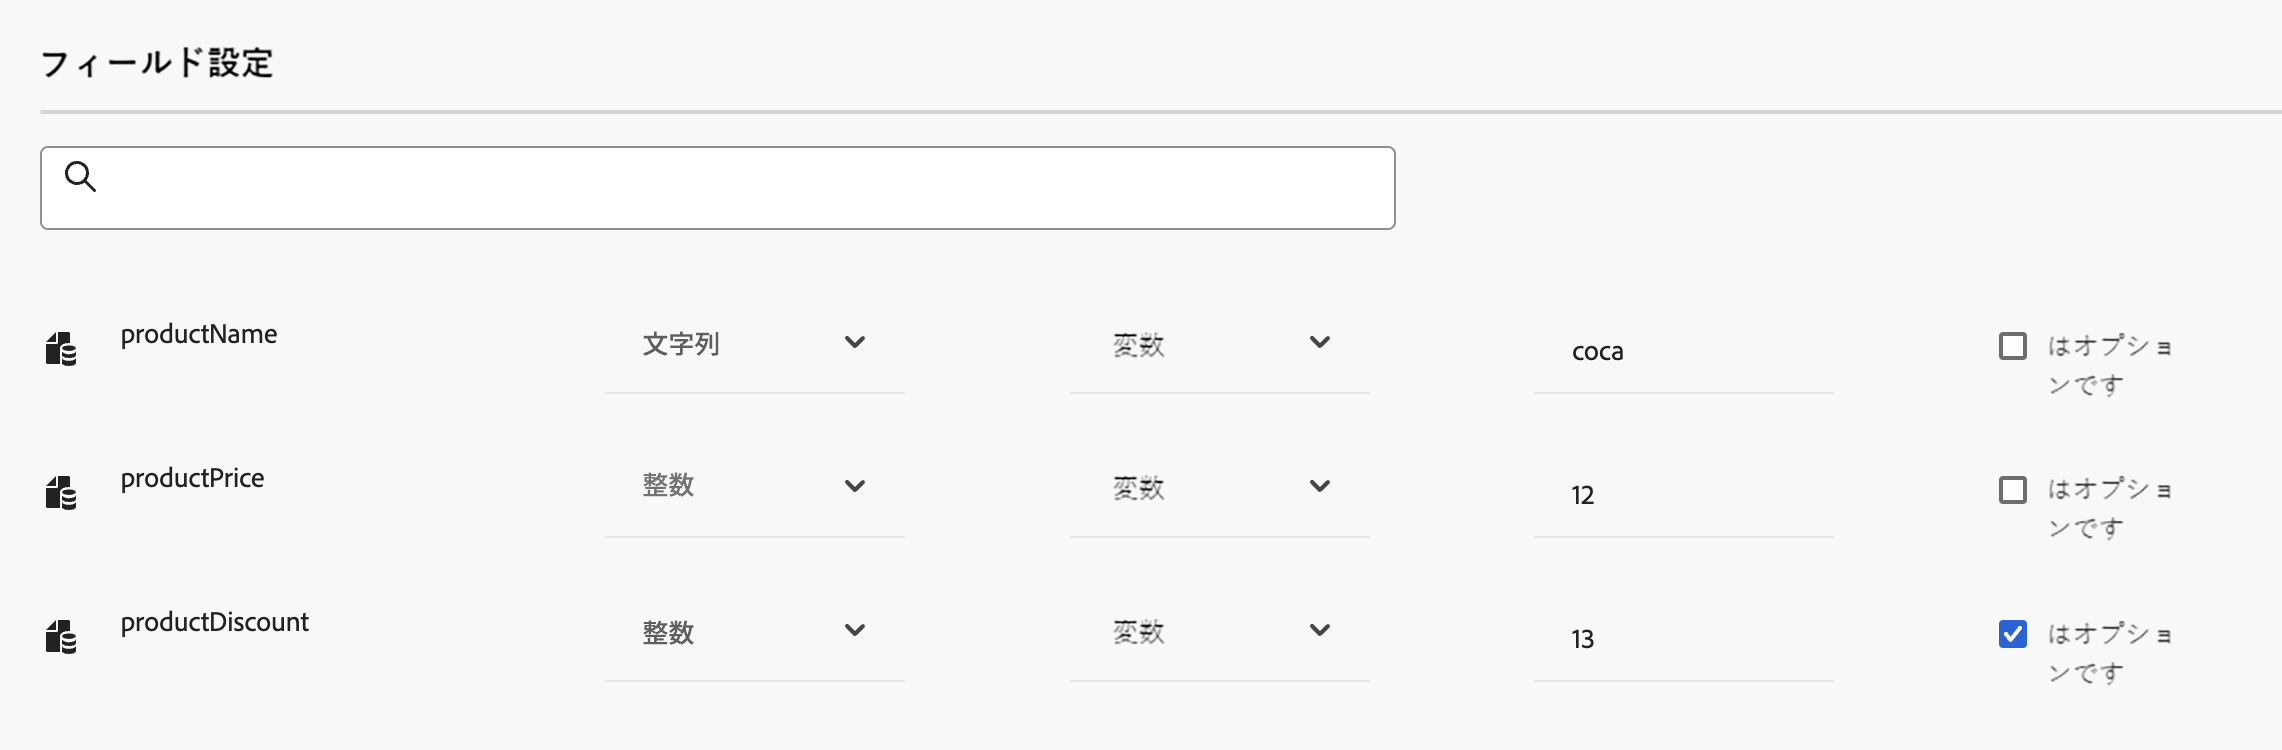 フィールド設定
productName 文字列 変数 coca はオプショ
ンです
productPrice 整数 変数 12 はオプショ
ンです
productDiscount 整数 変数 13 はオプショ
ンです